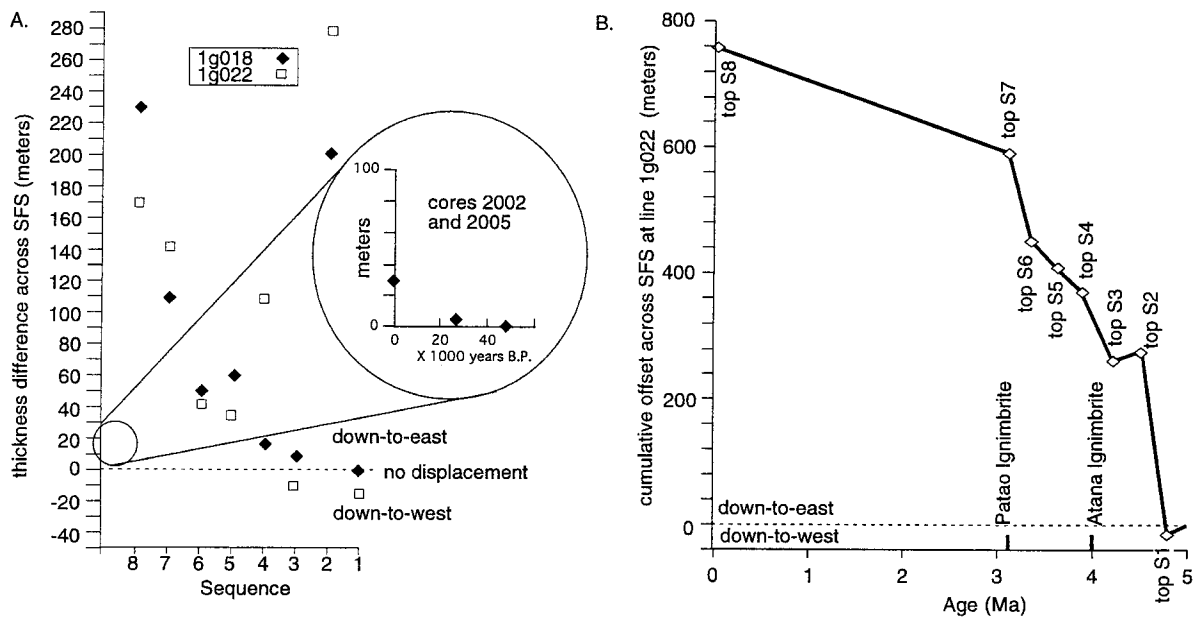 A.
thickness difference across SFS (meters)
280
260
240
220
200
180
160
140
120
100
80
60
40
20
0
-20
-40
1g018
1g022
100
meters
0
cores 2002
and 2005
0 20 40
X 1000 years B.P.
down-to-east
no displacement
down-to-west
8 7 6 5 4 3 2 1
Sequence
B.
cumulative offset across SFS at line 1g022 (meters)
800
600
400
200
0
top S8
top S7
top S6
top S5
top S4
top S3
top S2
top S1
Patao Ignimbrite
Atana Ignimbrite
down-to-east
down-to-west
0 1 2 3 4 5
Age (Ma)